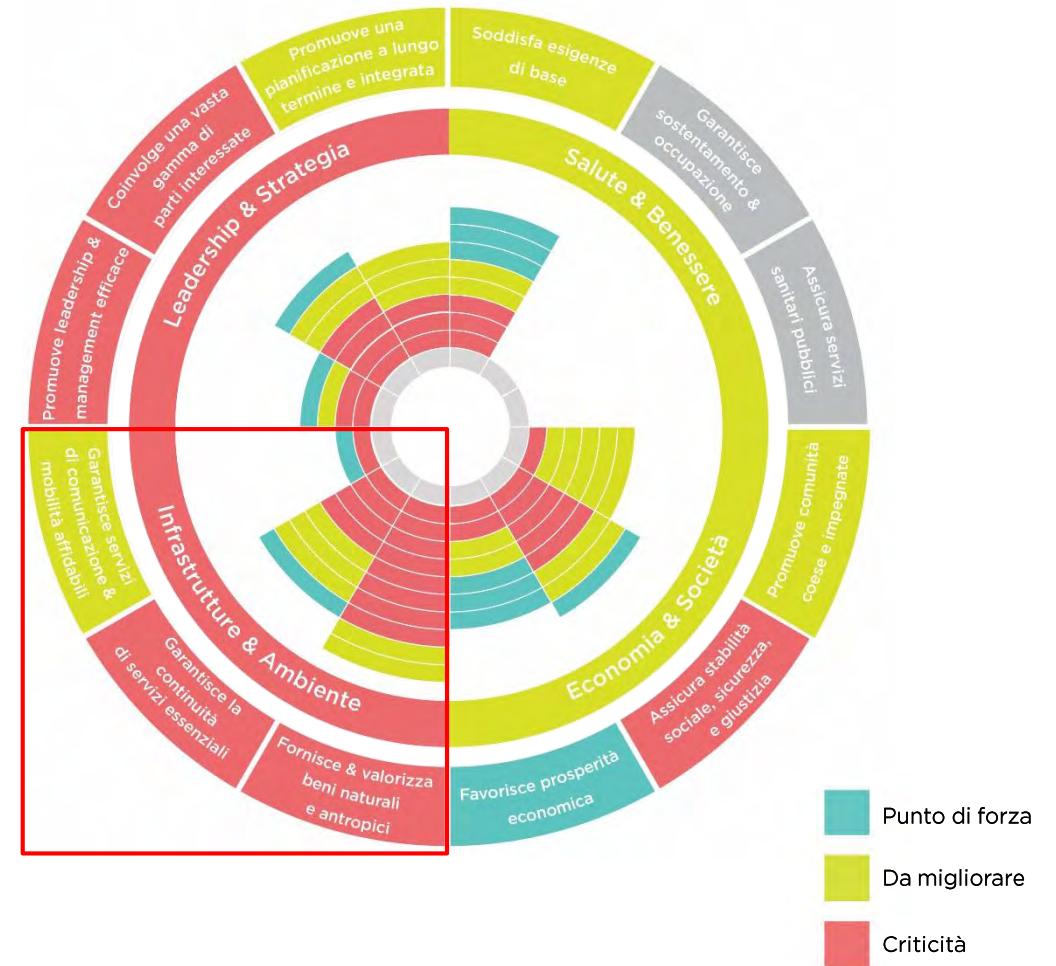 Promuove una
planificazione a lungo
termine e integrata
Soddisfa esigenze
di base
Garantisce
sostentamento &
occupazione
Assicura servizi
sanitari pubblici
Promuove comunità
coese e impegnate
Assicura stabilità
sociale, sicurezza,
e giustizia
Favorisce prosperità
economica
Fornisce & valorizza
beni naturali
e antropici
Garantisce la
continuità
di servizi essenziali
Garantisce servizi
di comunicazione &
mobilità affidabili
Promuove leadership &
management efficace
Coinvolge una vasta
gamma di
parti interessate
Leadership & Strategia
Salute & Benessere
Economia & Società
Infrastrutture & Ambiente
Punto di forza
Da migliorare
Criticità